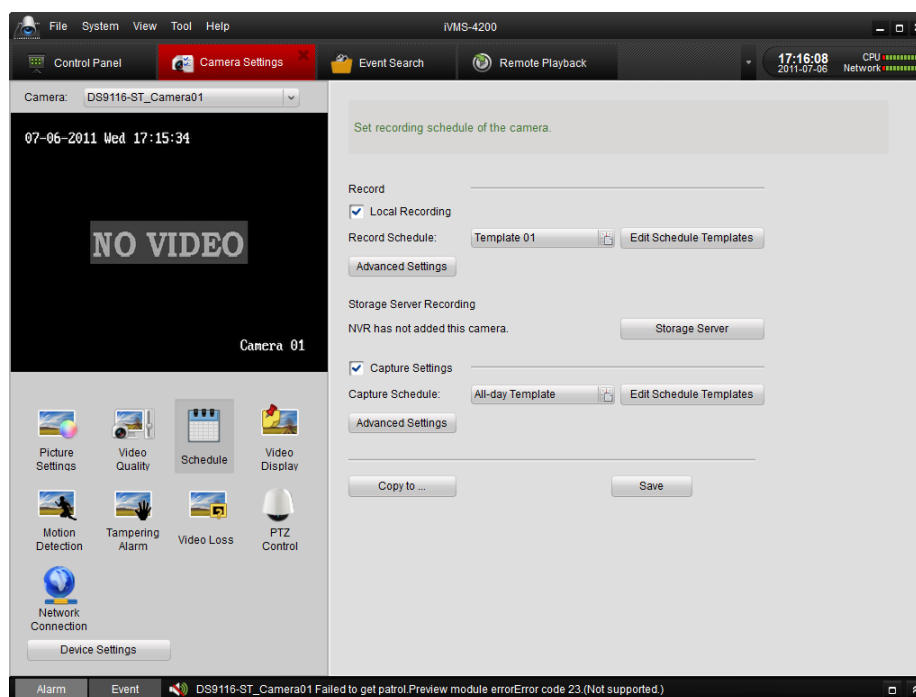 File System View Tool Help
iVMS-4200
Control Panel
Camera Settings
Event Search
Remote Playback
17:16:08
2011-07-06
CPU
Network
Camera: DS9116-ST_Camera01
07-06-2011 Wed 17:15:34
NO VIDEO
Camera 01
Picture
Settings
Video
Quality
Schedule
Video
Display
Motion
Detection
Tampering
Alarm
Video Loss
PTZ
Control
Network
Connection
Device Settings
Set recording schedule of the camera.
Record
Local Recording
Record Schedule: Template 01 Edit Schedule Templates
Advanced Settings
Storage Server Recording
NVR has not added this camera. Storage Server
Capture Settings
Capture Schedule: All-day Template Edit Schedule Templates
Advanced Settings
Copy to ... Save
Alarm Event DS9116-ST_Camera01 Failed to get patrol.Preview module errorError code 23.(Not supported.)